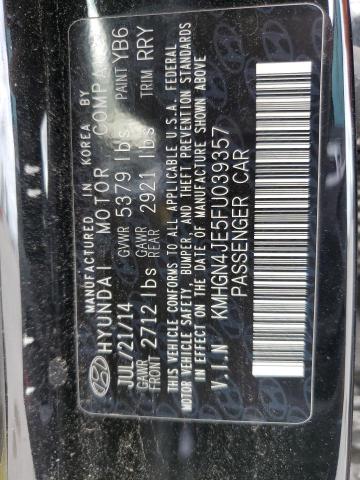 MANUFACTURED IN KOREA BY
HYUNDAI MOTOR COMPANY
JUL/21/14 GVWR 5379 lbs PAINT YB6
GAWR FRONT 2712 lbs GAWR REAR 2921 lbs TRIM RRY
THIS VEHICLE CONFORMS TO ALL APPLICABLE U.S.A. FEDERAL
MOTOR VEHICLE SAFETY, BUMPER, AND THEFT PREVENTION STANDARDS
IN EFFECT ON THE DATE OF MANUFACTURE SHOWN ABOVE
V.I.N KMHGN4JE5FU039357
PASSENGER CAR